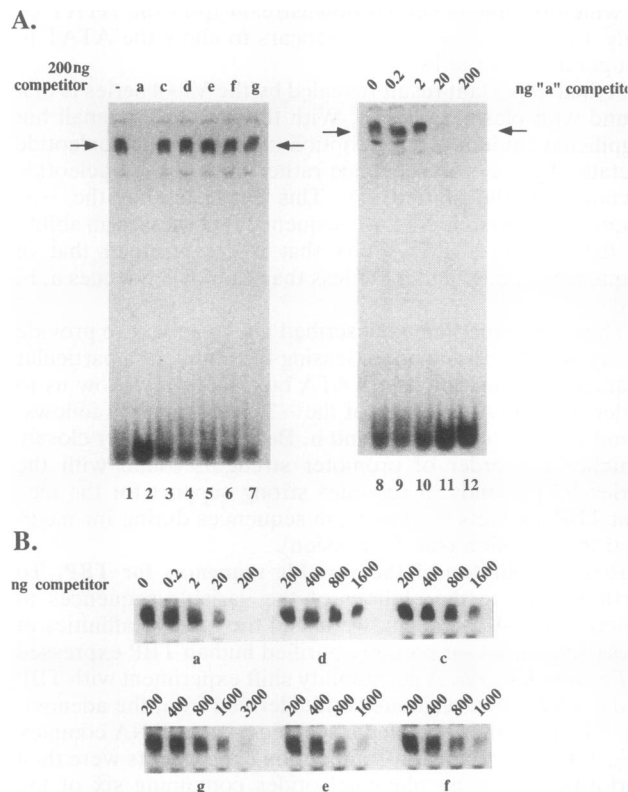 A.
200ng
competitor
- a c d e f g
0 0.2 2 20 200
ng "a" competito
1 2 3 4 5 6 7
8 9 10 11 12
B.
ng competitor
0 0.2 2 20 200
200 400 800 1600
200 400 800 1600
a d c
200 400 800 1600 3200
200 400 800 1600
200 400 800 1600
g e f